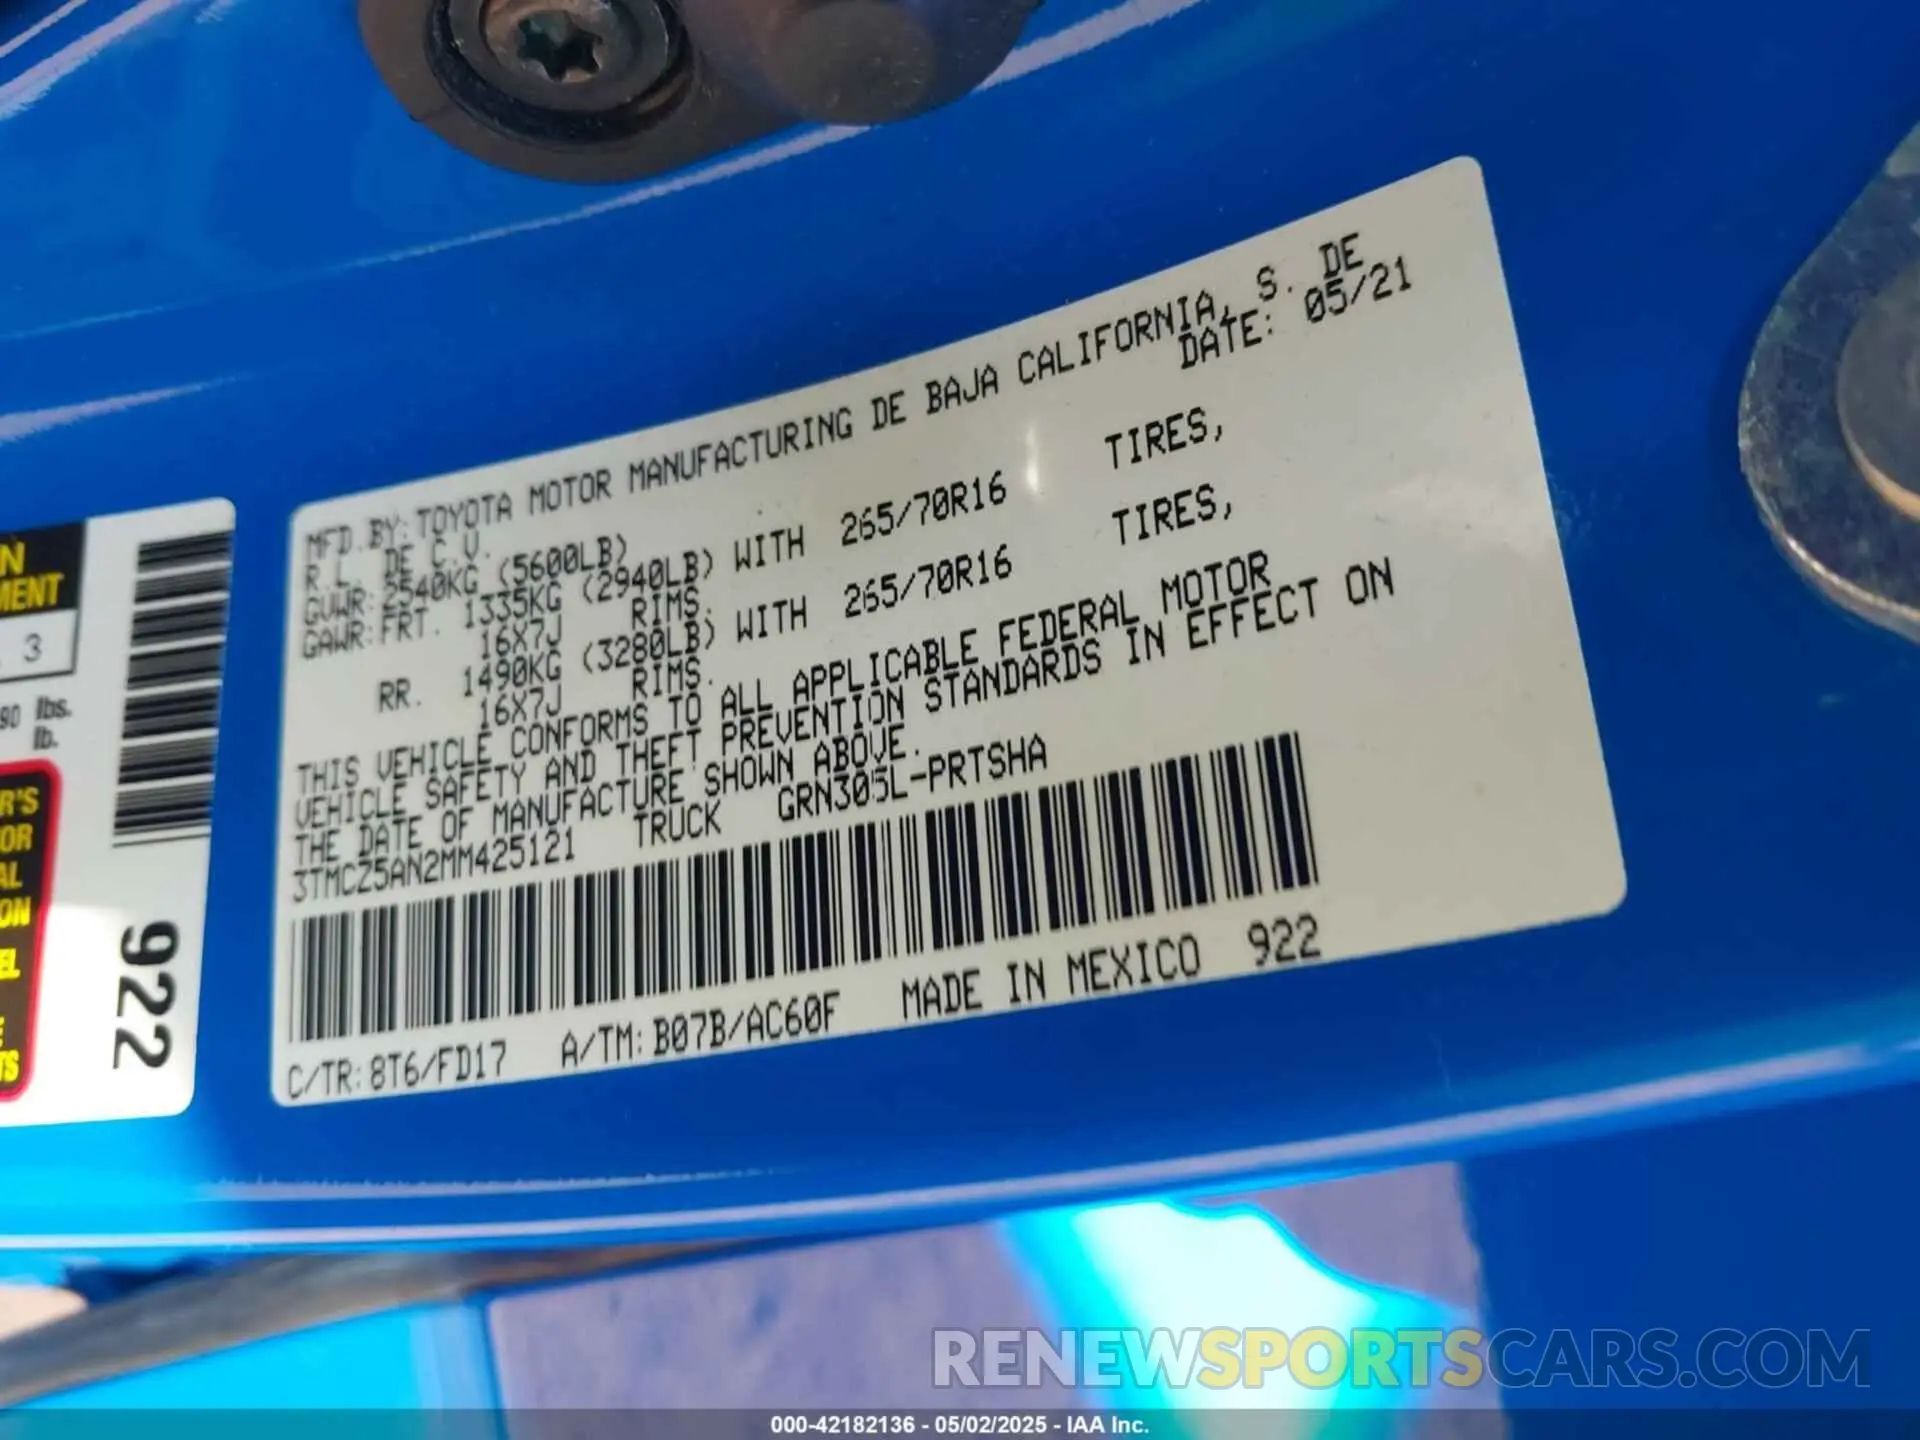 MFD. BY: TOYOTA MOTOR MANUFACTURING DE BAJA CALIFORNIA, S. DE
R.L. DE C.V. DATE: 05/21
GVWR: 2540KG (5600LB)
GAWR: FRT. 1335KG (2940LB) WITH 265/70R16 TIRES,
16X7J RIMS.
RR. 1490KG (3280LB) WITH 265/70R16 TIRES,
16X7J RIMS.
THIS VEHICLE CONFORMS TO ALL APPLICABLE FEDERAL MOTOR
VEHICLE SAFETY AND THEFT PREVENTION STANDARDS IN EFFECT ON
THE DATE OF MANUFACTURE SHOWN ABOVE.
3TMCZ5AN2MM425121 TRUCK GRN305L-PRTSHA
C/TR: 8T6/FD17 A/TM: B07B/AC60F MADE IN MEXICO 922
3
90 lbs.
lb.
922
RENEWSPORTSCARS.COM
000-42182136 - 05/02/2025 - IAA Inc.